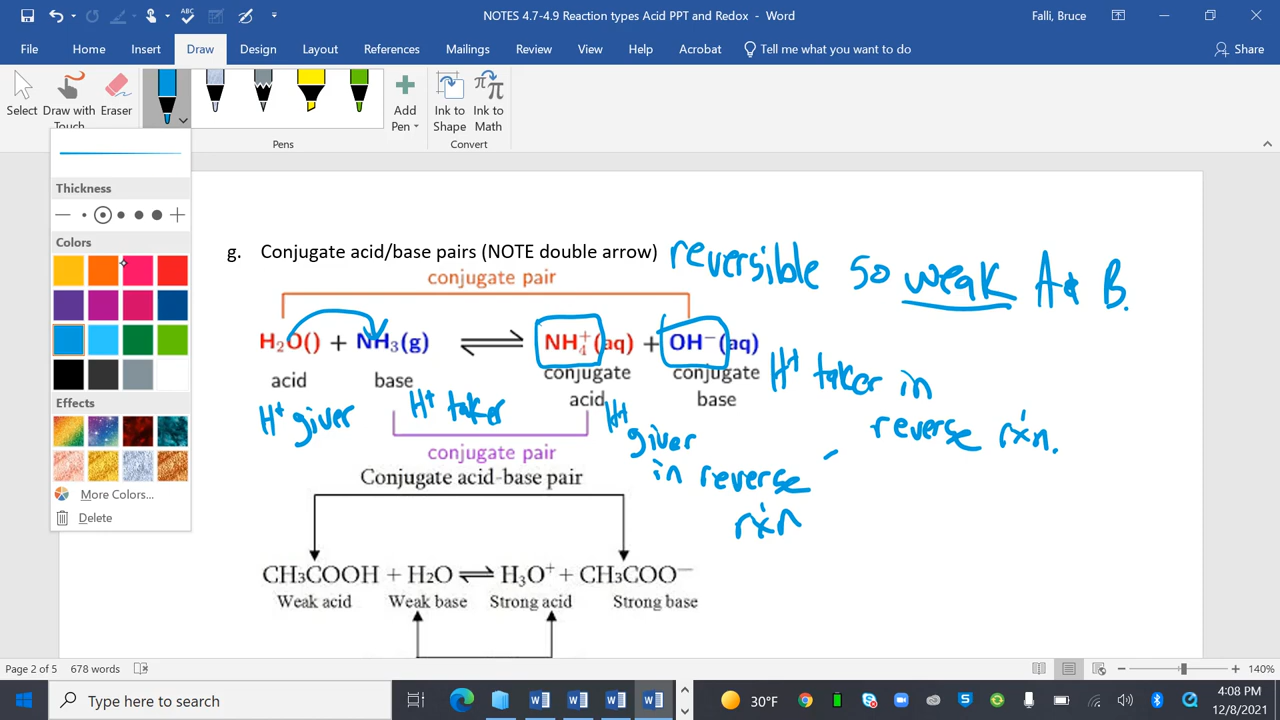 NOTES 4.7-4.9 Reaction types Acid PPT and Redox - Word
Falli, Bruce
File Home Insert Draw Design Layout References Mailings Review View Help Acrobat Tell me what you want to do Share
Select Draw with Touch Eraser Add Pen Ink to Shape Ink to Math
Pens Convert
Thickness
Colors
Effects
More Colors...
Delete
g. Conjugate acid/base pairs (NOTE double arrow) reversible so weak A & B.
conjugate pair
H₂O() + NH₃(g) ⇌ NH₄⁺(aq) + OH⁻(aq)
acid base conjugate acid conjugate base
H⁺ giver H⁺ taker H⁺ giver in reverse rxn
H⁺ taker in reverse rxn.
conjugate pair
Conjugate acid-base pair
CH₃COOH + H₂O ⇌ H₃O⁺ + CH₃COO⁻
Weak acid Weak base Strong acid Strong base
Page 2 of 5 678 words 140%
Type here to search 30°F 4:08 PM
12/8/2021